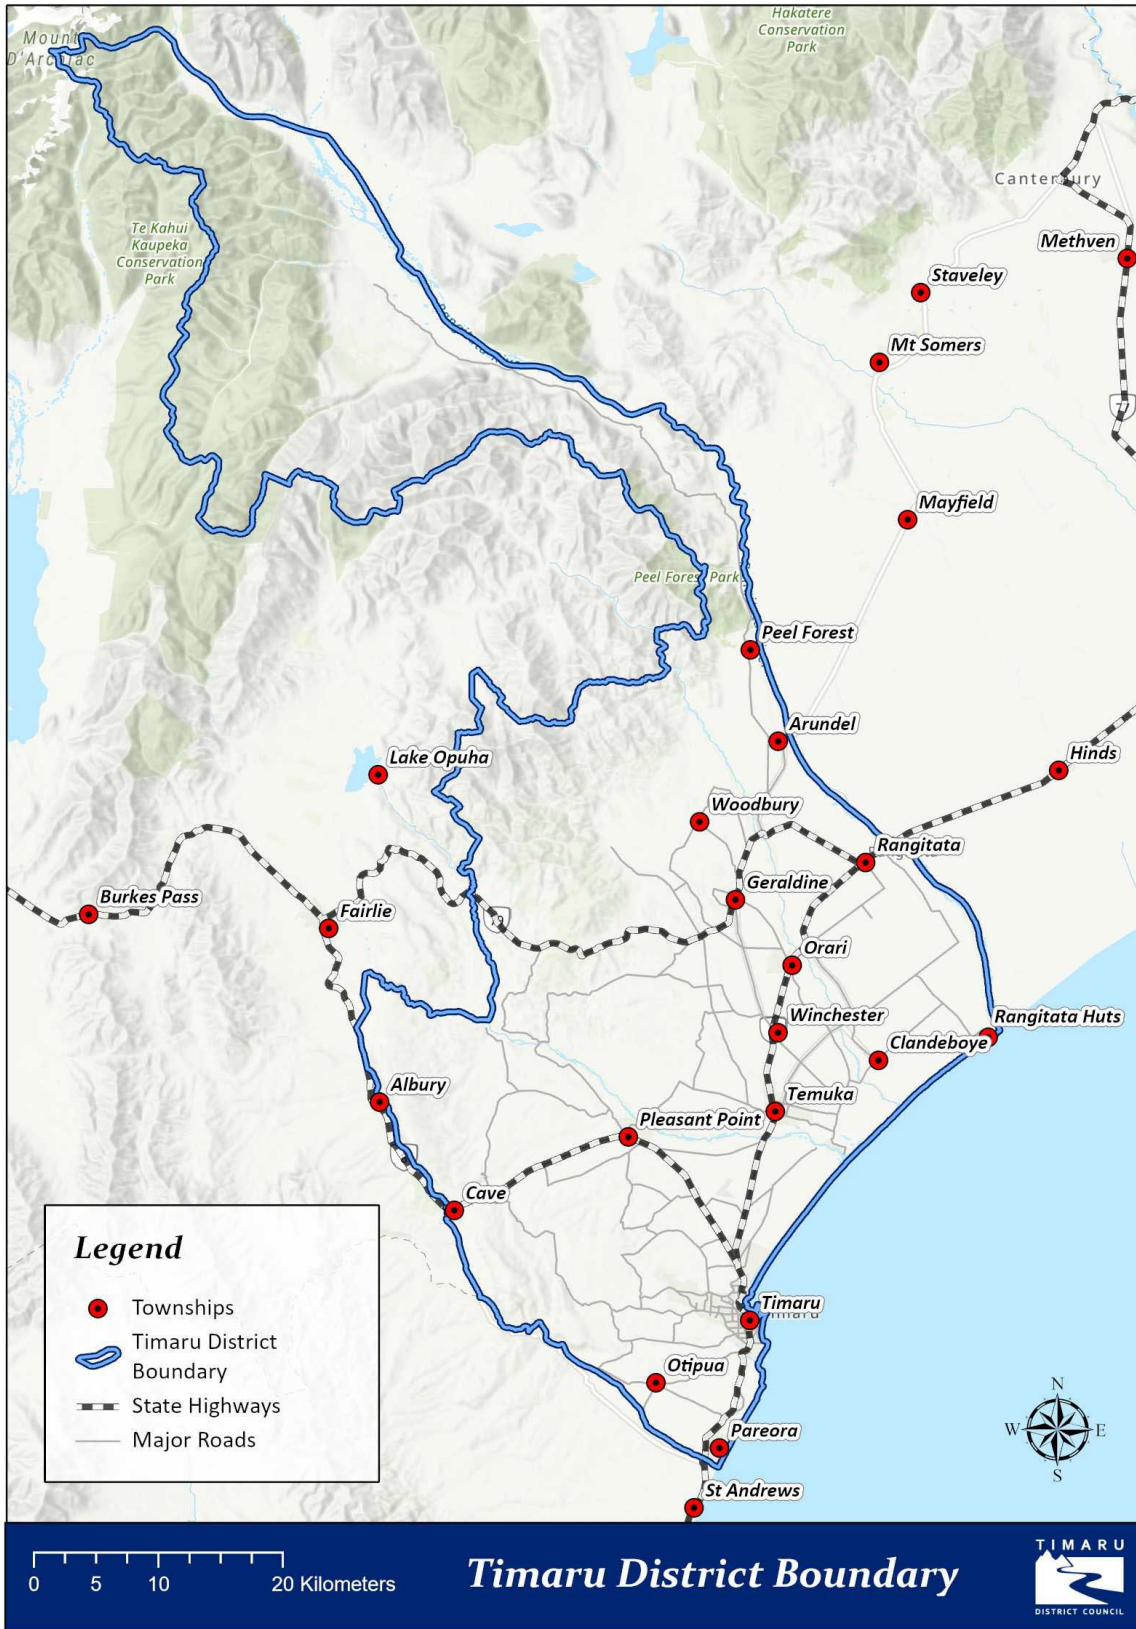 Mount
D'Archiac
Hakatere
Conservation
Park
Canterbury
Methven
Te Kahui
Kaupeka
Conservation
Park
Staveley
Mt Somers
77
Mayfield
Peel Forest Park
Peel Forest
Arundel
Lake Opuha
Hinds
Woodbury
Rangitata
Geraldine
Burkes Pass
Fairlie
Orari
Winchester
Rangitata Huts
Clandeboye
Albury
Temuka
Pleasant Point
Cave
Timaru
Otipua
Pareora
St Andrews
Legend
Townships
Timaru District
Boundary
State Highways
Major Roads
N
W E
S
0 5 10 20 Kilometers
Timaru District Boundary
TIMARU
DISTRICT COUNCIL